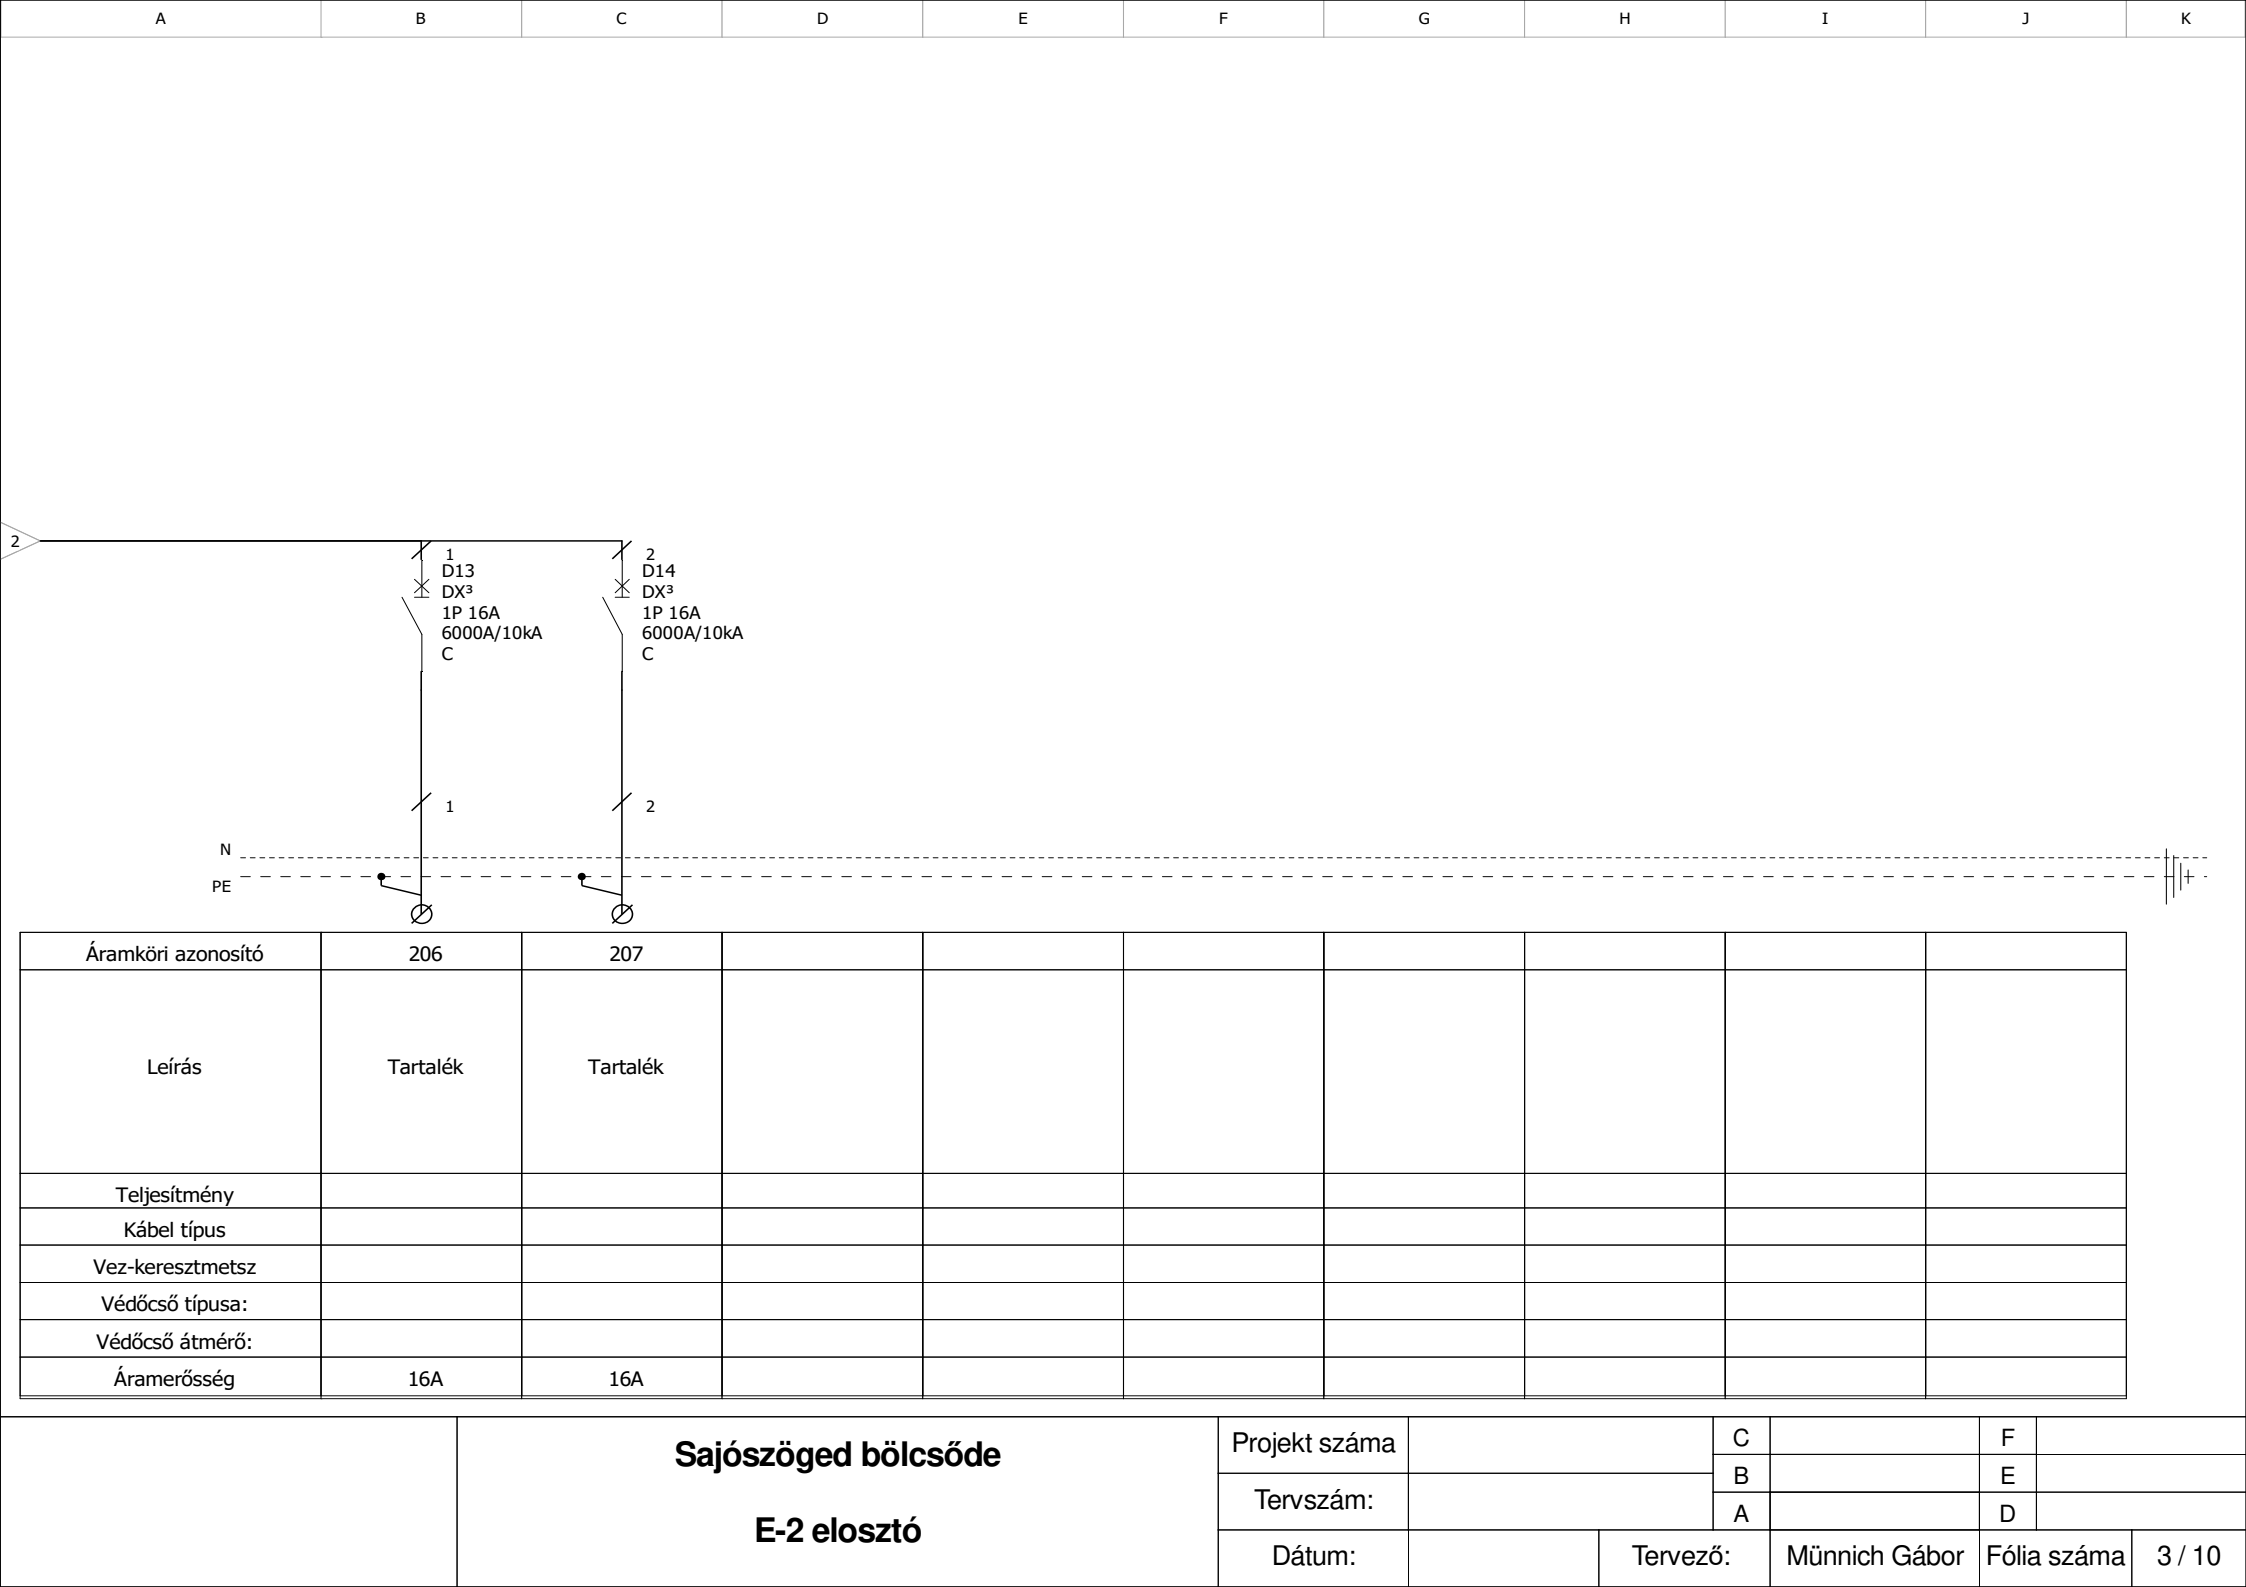 A B C D E F G H I J K
2
1 2
D13 D14
DX³ DX³
1P 16A 1P 16A
6000A/10kA 6000A/10kA
C C
1 2
N
PE
Áramköri azonosító 206 207
Leírás Tartalék Tartalék
Teljesítmény
Kábel típus
Vez-keresztmetsz
Védőcső típusa:
Védőcső átmérő:
Áramerősség 16A 16A
Sajószöged bölcsőde
E-2 elosztó
Projekt száma
Tervszám:
C F
B E
A D
Dátum: Tervező: Münnich Gábor Fólia száma 3 / 10